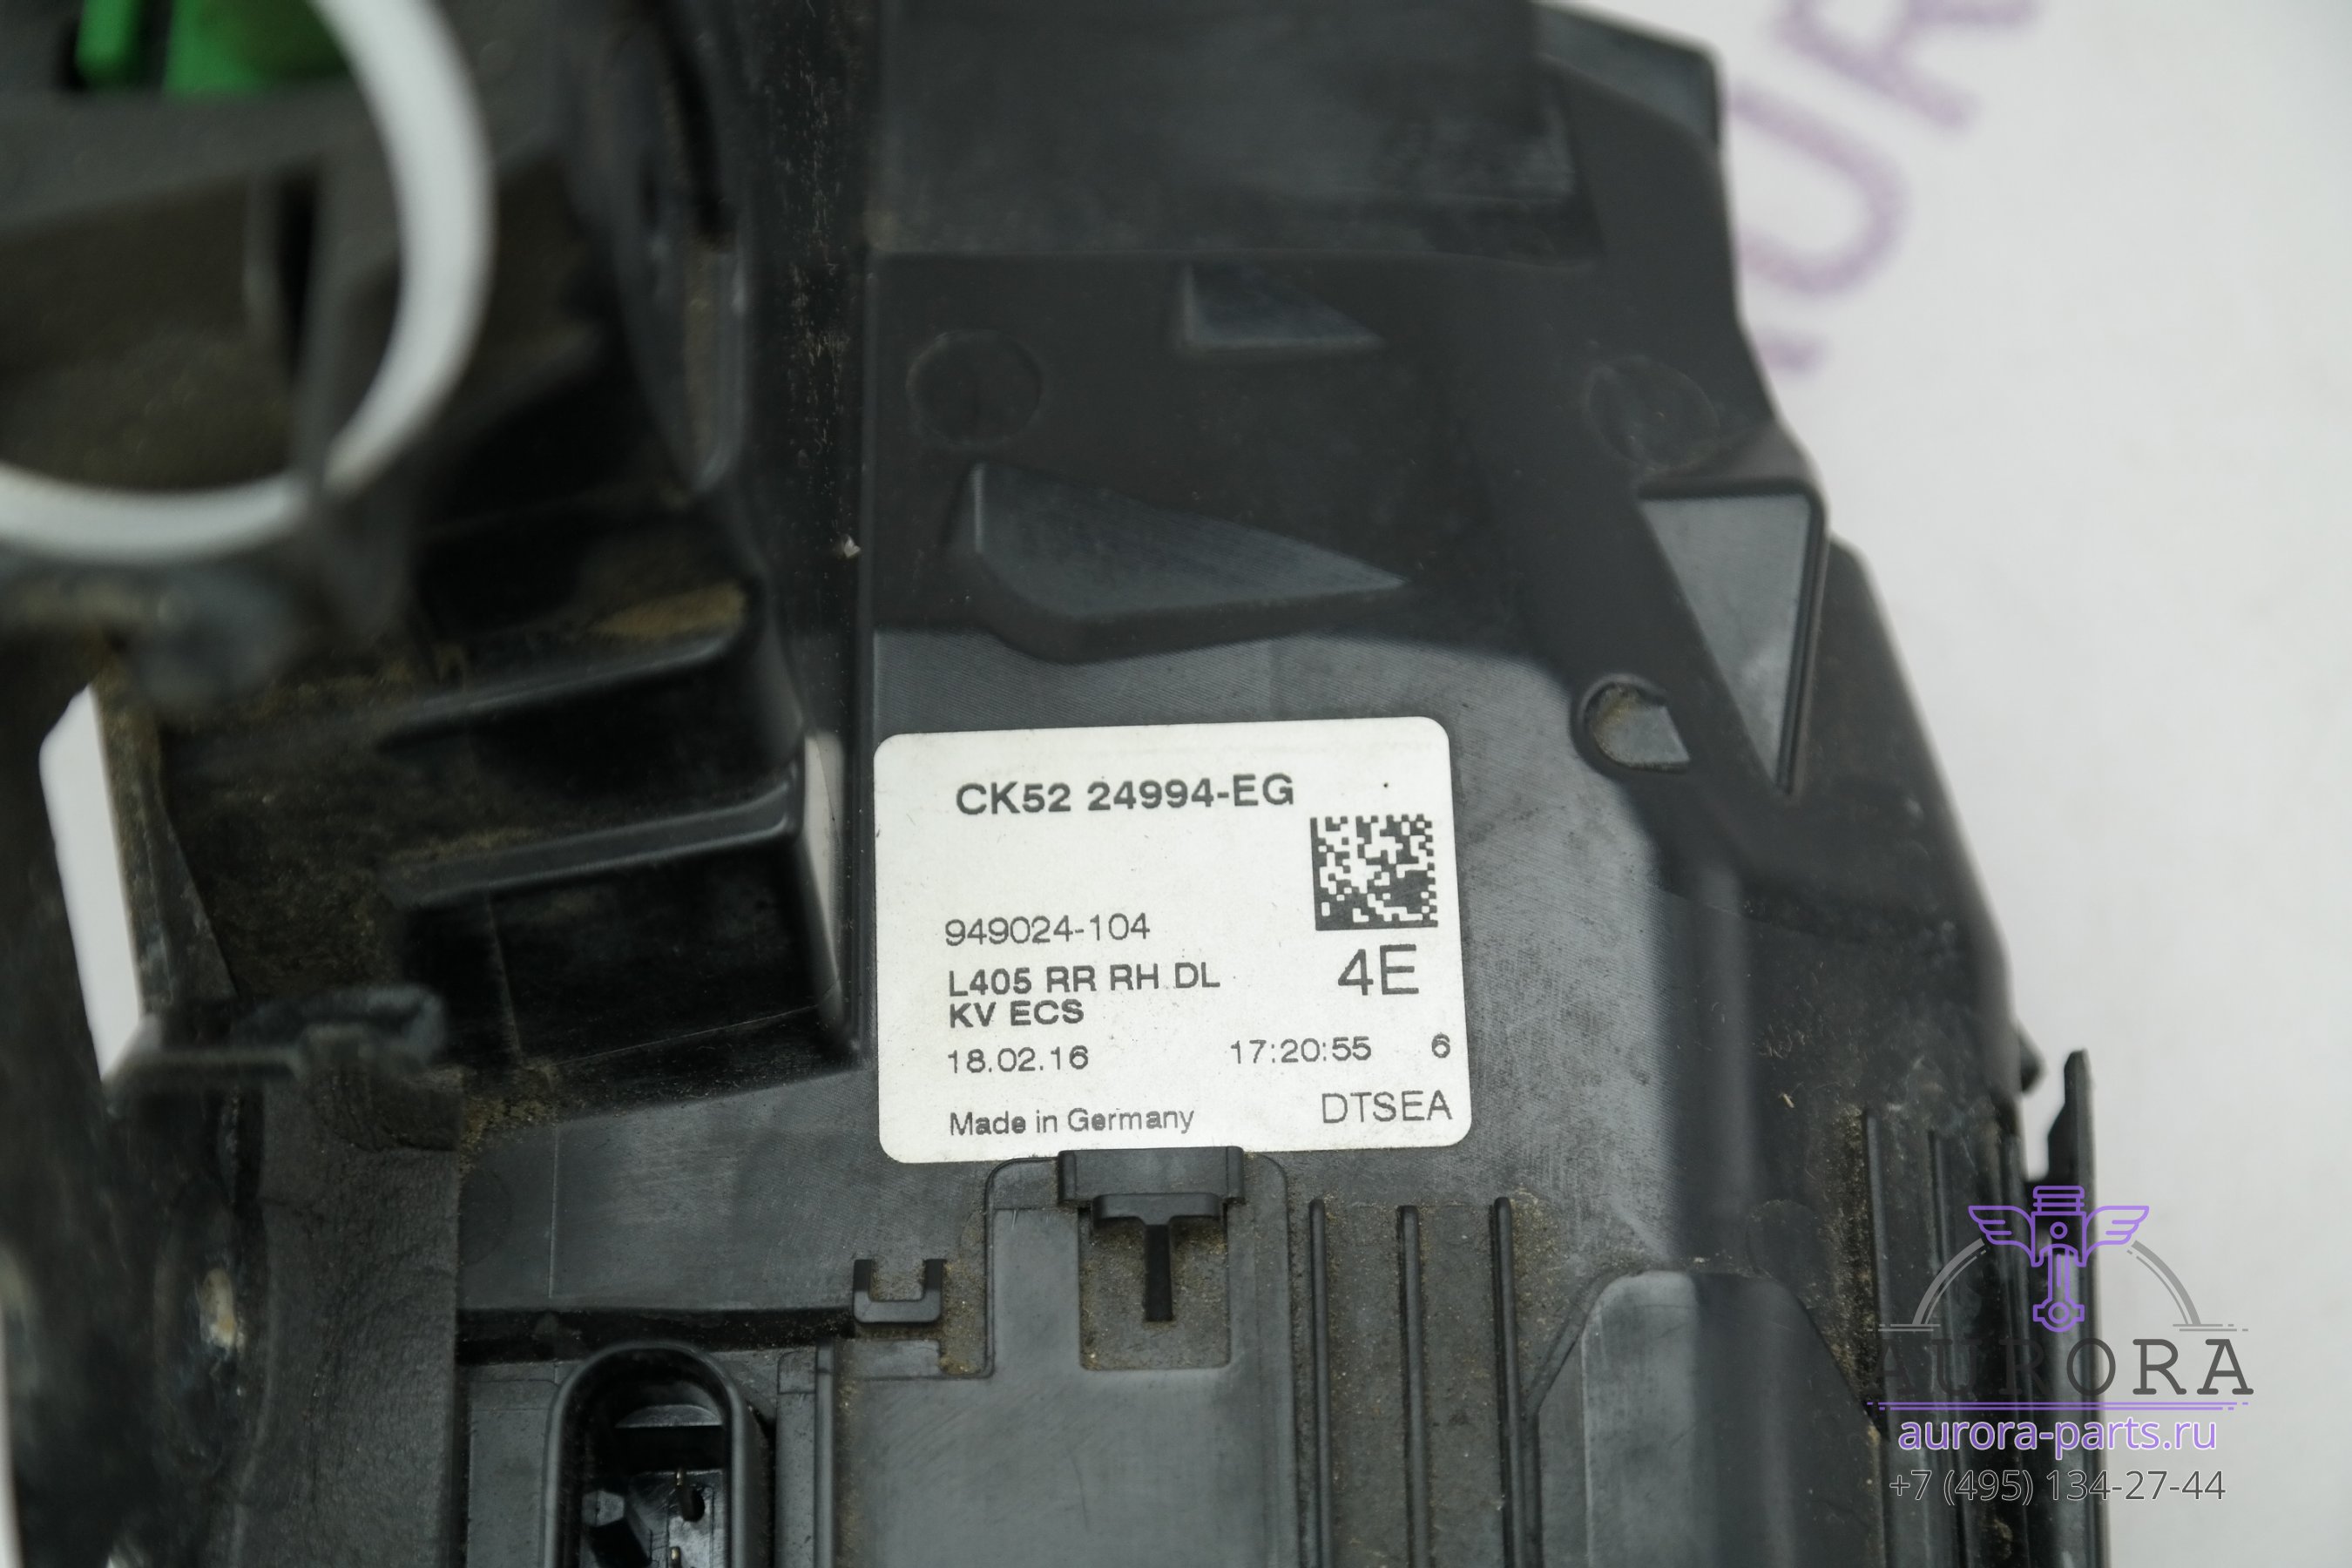 UR
CK52 24994-EG
949024-104
4E
L405 RR RH DL
KV ECS
18.02.16 17:20:55 6
Made in Germany DTSEA
AURORA
aurora-parts.ru
+7 (495) 134-27-44